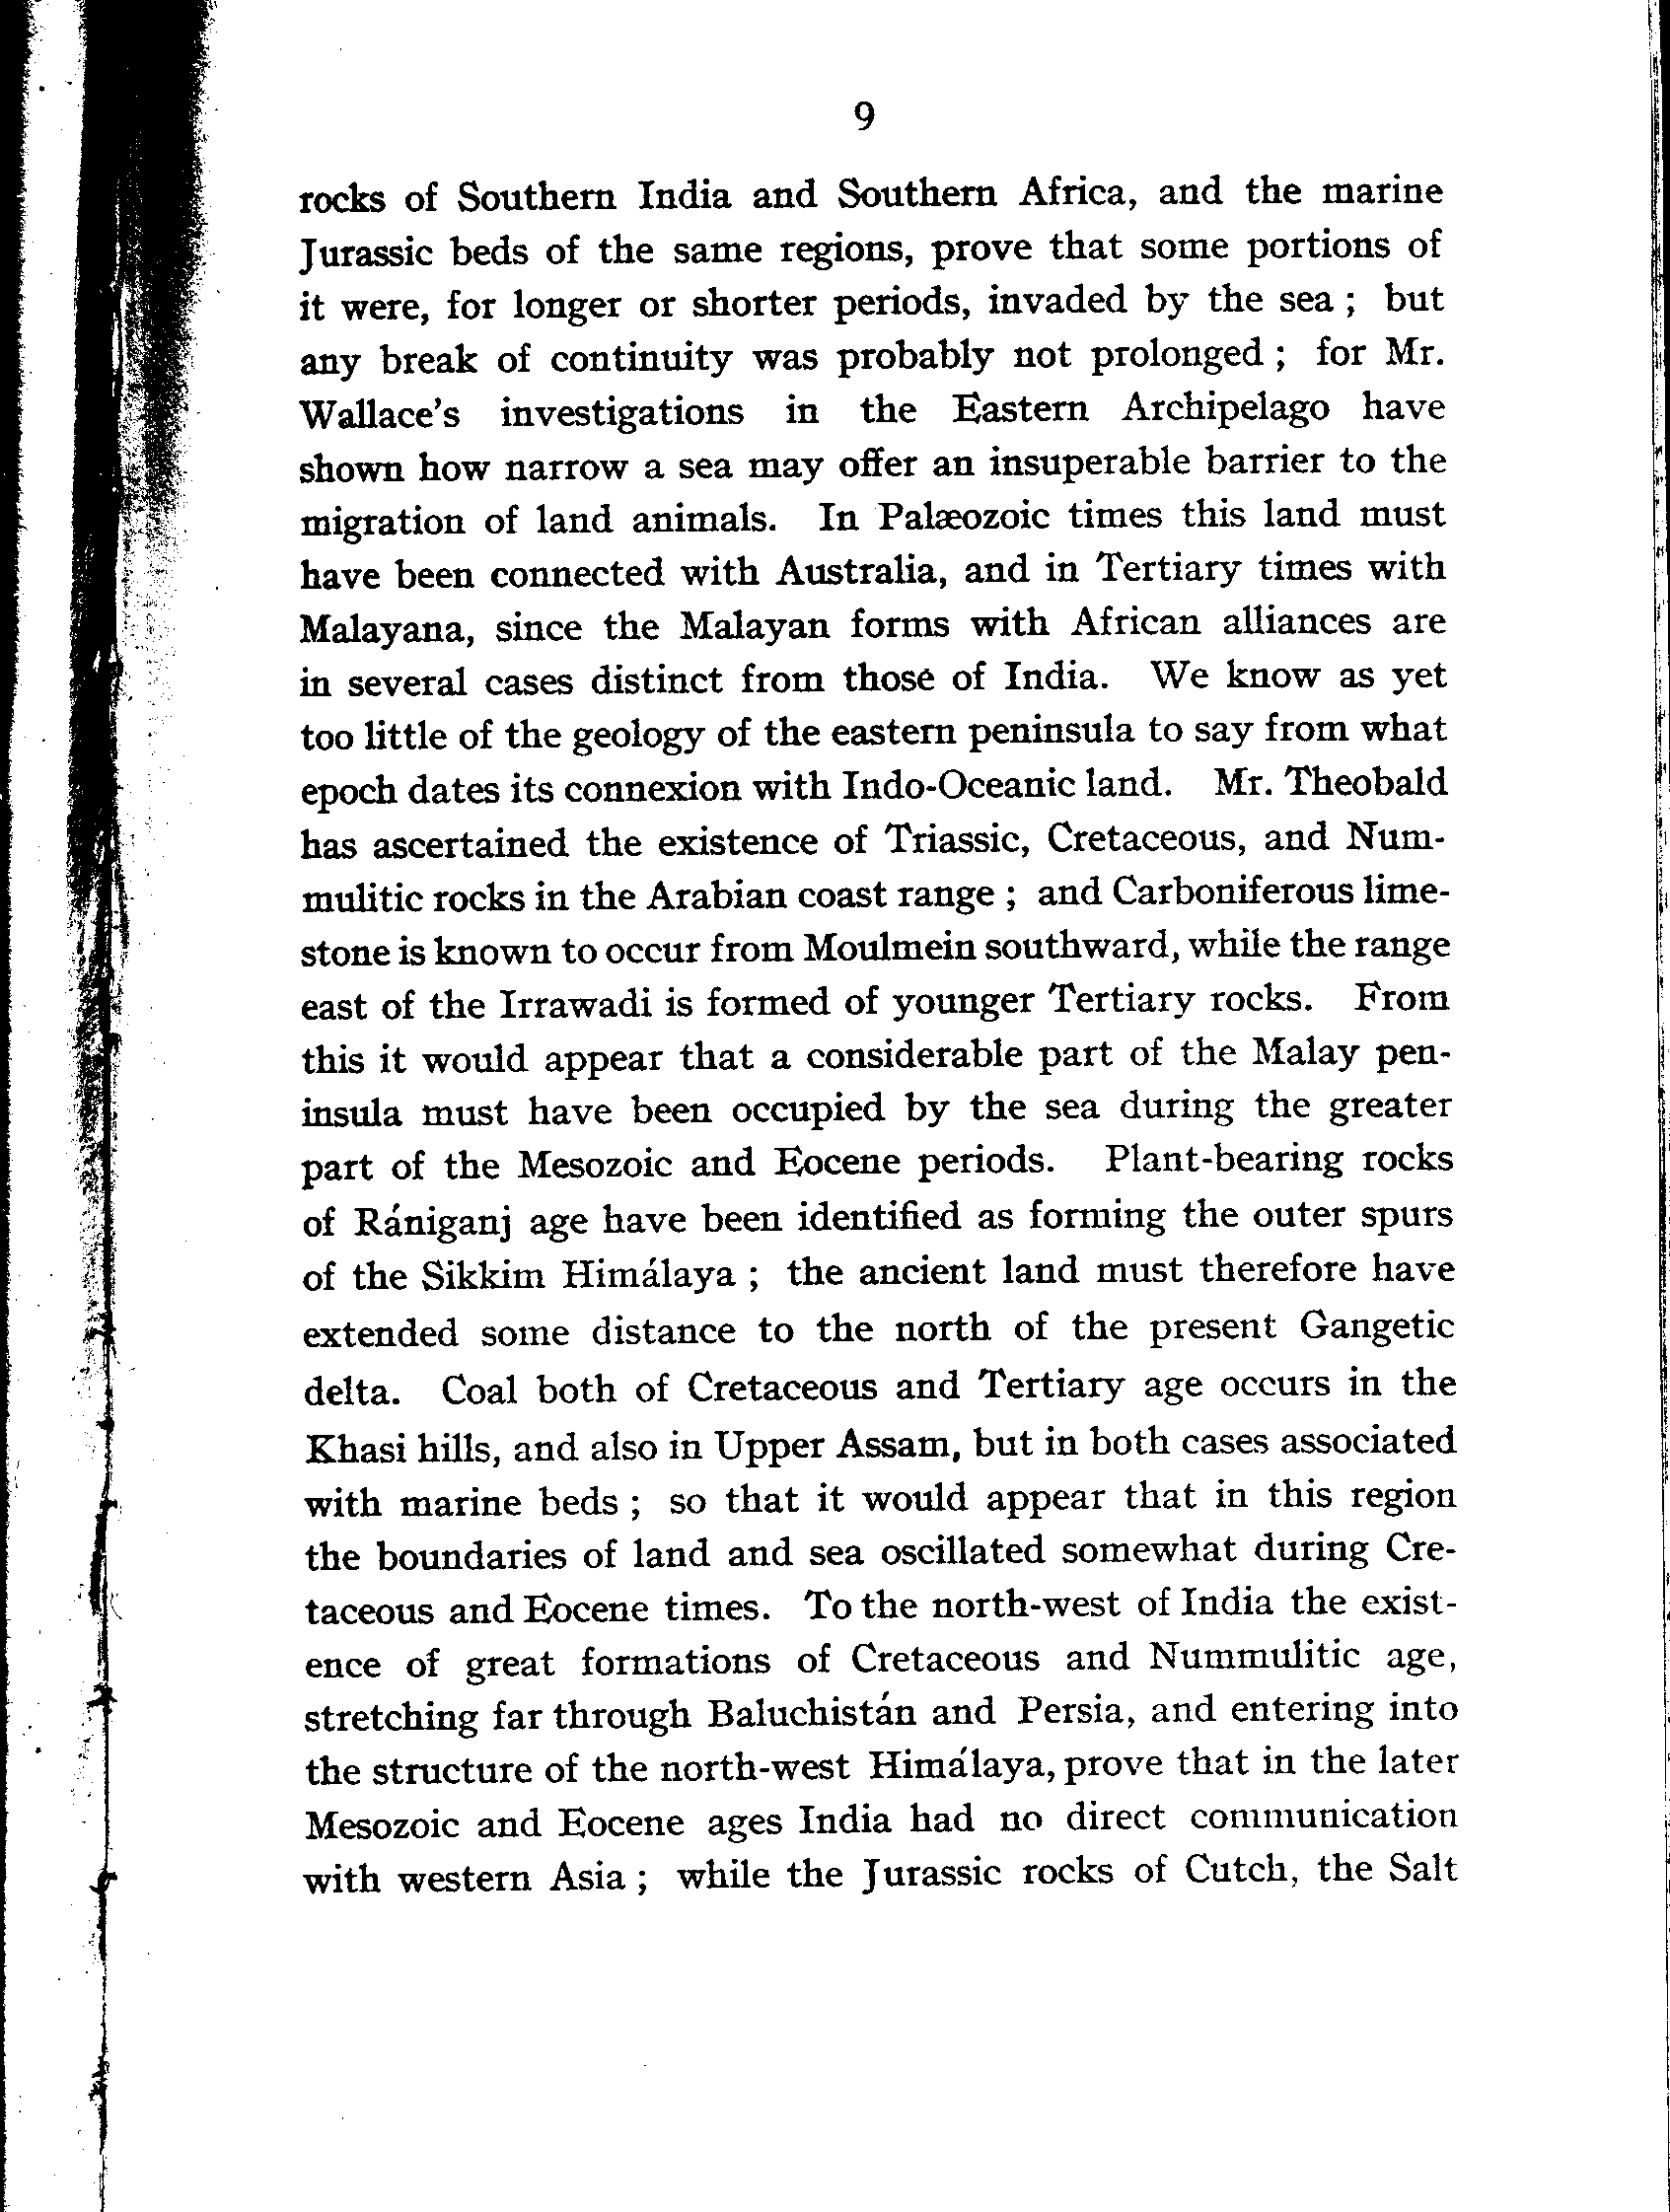 9
rocks of Southern India and Southern Africa, and the marine
Jurassic beds of the same regions, prove that some portions of
it were, for longer or shorter periods, invaded by the sea ; but
any break of continuity was probably not prolonged ; for Mr.
Wallace's investigations in the Eastern Archipelago have
shown how narrow a sea may offer an insuperable barrier to the
migration of land animals. In Palæozoic times this land must
have been connected with Australia, and in Tertiary times with
Malayana, since the Malayan forms with African alliances are
in several cases distinct from those of India. We know as yet
too little of the geology of the eastern peninsula to say from what
epoch dates its connexion with Indo-Oceanic land. Mr. Theobald
has ascertained the existence of Triassic, Cretaceous, and Num-
mulitic rocks in the Arabian coast range ; and Carboniferous lime-
stone is known to occur from Moulmein southward, while the range
east of the Irrawadi is formed of younger Tertiary rocks. From
this it would appear that a considerable part of the Malay pen-
insula must have been occupied by the sea during the greater
part of the Mesozoic and Eocene periods. Plant-bearing rocks
of Rániganj age have been identified as forming the outer spurs
of the Sikkim Himálaya ; the ancient land must therefore have
extended some distance to the north of the present Gangetic
delta. Coal both of Cretaceous and Tertiary age occurs in the
Khasi hills, and also in Upper Assam, but in both cases associated
with marine beds ; so that it would appear that in this region
the boundaries of land and sea oscillated somewhat during Cre-
taceous and Eocene times. To the north-west of India the exist-
ence of great formations of Cretaceous and Nummulitic age,
stretching far through Baluchistán and Persia, and entering into
the structure of the north-west Himálaya, prove that in the later
Mesozoic and Eocene ages India had no direct communication
with western Asia ; while the Jurassic rocks of Cutch, the Salt